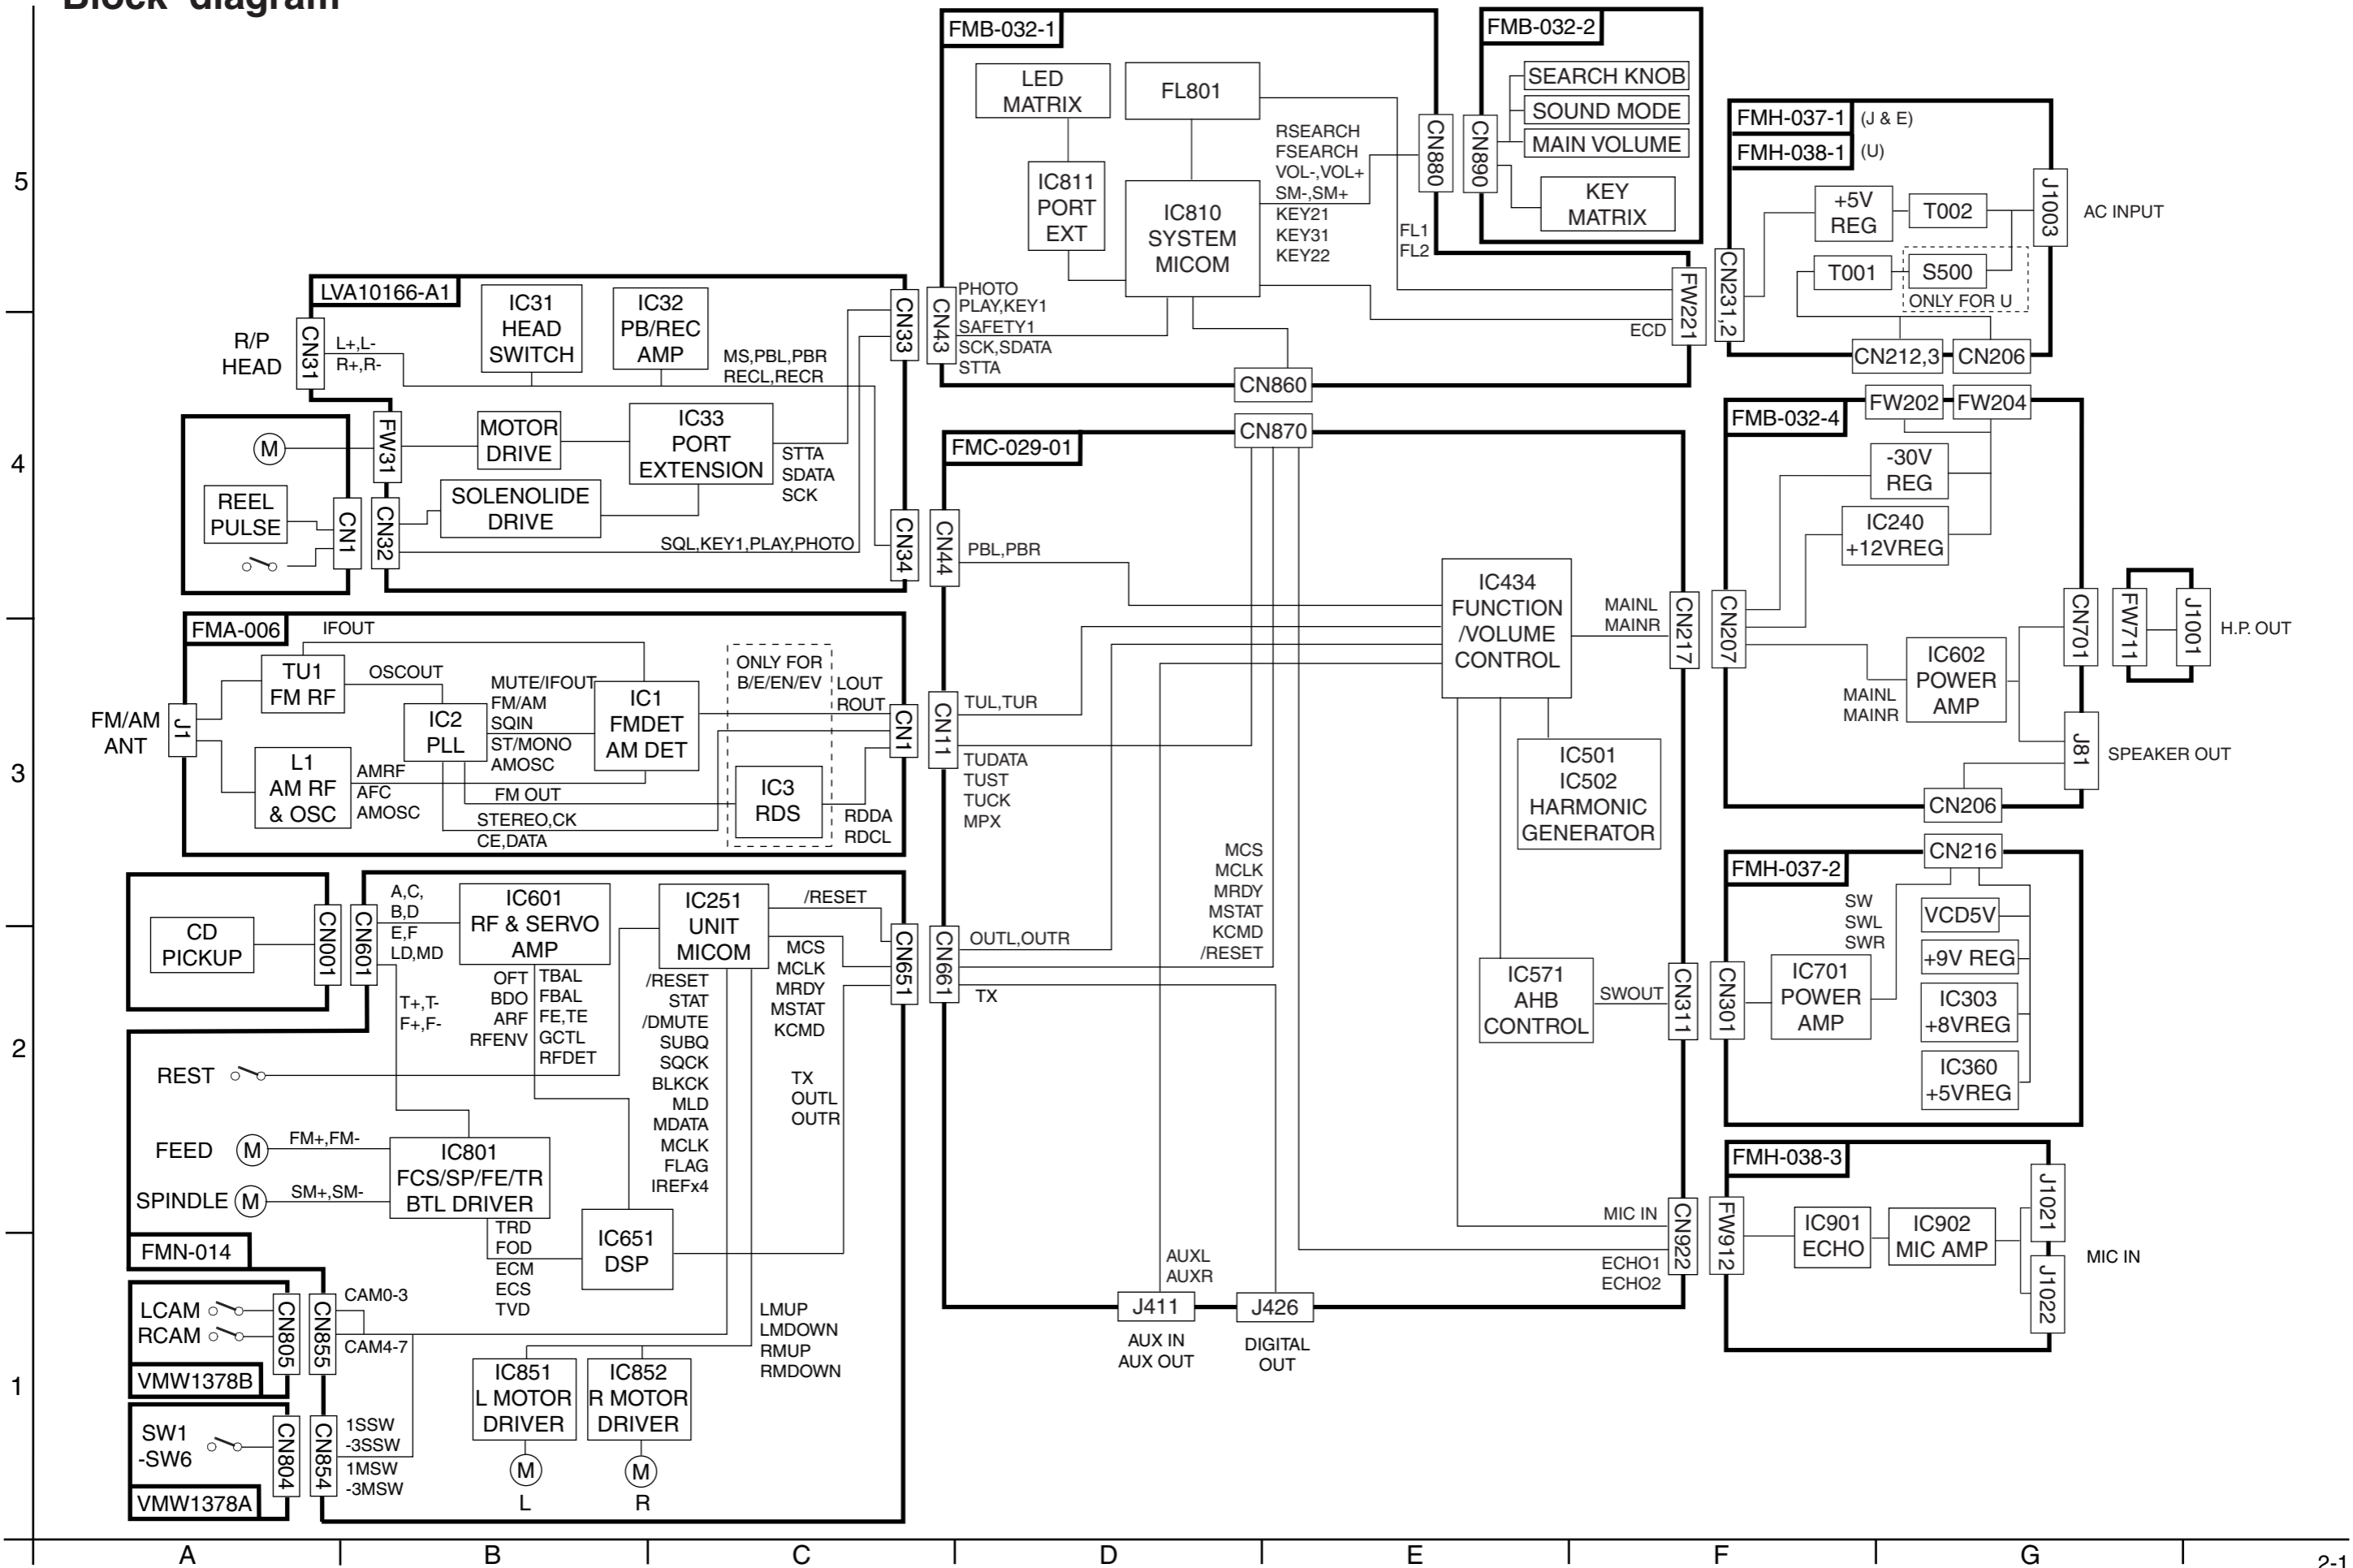 Block diagram
5
4
3
2
1
A
B
C
D
E
F
G
2-1
FMB-032-1
LED
MATRIX
FL801
IC811
PORT
EXT
IC810
SYSTEM
MICOM
RSEARCH
FSEARCH
VOL-,VOL+
SM-,SM+
KEY21
KEY31
KEY22
FL1
FL2
ECD
CN880
FW221
CN43
PHOTO
PLAY,KEY1
SAFETY1
SCK,SDATA
STTA
CN860
FMB-032-2
CN890
SEARCH KNOB
SOUND MODE
MAIN VOLUME
KEY
MATRIX
FMH-037-1
(J & E)
FMH-038-1
(U)
+5V
REG
T002
T001
S500
ONLY FOR U
J1003
AC INPUT
CN231,2
CN212,3
CN206
LVA10166-A1
R/P
HEAD
CN31
L+,L-
R+,R-
IC31
HEAD
SWITCH
IC32
PB/REC
AMP
MS,PBL,PBR
RECL,RECR
CN33
M
FW31
MOTOR
DRIVE
IC33
PORT
EXTENSION
STTA
SDATA
SCK
REEL
PULSE
CN1
CN32
SOLENOLIDE
DRIVE
SQL,KEY1,PLAY,PHOTO
CN34
FMA-006
FM/AM
ANT
J1
IFOUT
TU1
FM RF
OSCOUT
L1
AM RF
& OSC
AMRF
AFC
AMOSC
IC2
PLL
MUTE/IFOUT
FM/AM
SQIN
ST/MONO
AMOSC
FM OUT
STEREO,CK
CE,DATA
IC1
FMDET
AM DET
ONLY FOR
B/E/EN/EV
IC3
RDS
LOUT
ROUT
CN1
RDDA
RDCL
CD
PICKUP
CN001
CN601
A,C,
B,D
E,F
LD,MD
T+,T-
F+,F-
IC601
RF & SERVO
AMP
OFT
BDO
ARF
RFENV
TBAL
FBAL
FE,TE
GCTL
RFDET
IC251
UNIT
MICOM
/RESET
MCS
MCLK
MRDY
MSTAT
KCMD
TX
OUTL
OUTR
CN651
/RESET
STAT
/DMUTE
SUBQ
SQCK
BLKCK
MLD
MDATA
MCLK
FLAG
IREFx4
REST
FEED
M
FM+,FM-
SPINDLE
M
SM+,SM-
IC801
FCS/SP/FE/TR
BTL DRIVER
TRD
FOD
ECM
ECS
TVD
IC651
DSP
FMN-014
LCAM
RCAM
CN805
CN855
CAM0-3
CAM4-7
VMW1378B
SW1
-SW6
CN804
CN854
1SSW
-3SSW
1MSW
-3MSW
VMW1378A
LMUP
LMDOWN
RMUP
RMDOWN
IC851
L MOTOR
DRIVER
IC852
R MOTOR
DRIVER
M
L
M
R
FMC-029-01
CN870
CN44
PBL,PBR
CN11
TUL,TUR
TUDATA
TUST
TUCK
MPX
IC434
FUNCTION
/VOLUME
CONTROL
MAINL
MAINR
CN217
IC501
IC502
HARMONIC
GENERATOR
MCS
MCLK
MRDY
MSTAT
KCMD
/RESET
CN661
OUTL,OUTR
TX
IC571
AHB
CONTROL
SWOUT
CN311
MIC IN
CN922
ECHO1
ECHO2
AUXL
AUXR
J411
AUX IN
AUX OUT
J426
DIGITAL
OUT
FMB-032-4
FW202
FW204
-30V
REG
IC240
+12VREG
CN207
MAINL
MAINR
IC602
POWER
AMP
CN701
J81
SPEAKER OUT
CN206
FW711
J1001
H.P. OUT
FMH-037-2
CN216
SW
SWL
SWR
VCD5V
+9V REG
IC303
+8VREG
IC360
+5VREG
CN301
IC701
POWER
AMP
FMH-038-3
FW912
IC901
ECHO
IC902
MIC AMP
J1021
J1022
MIC IN